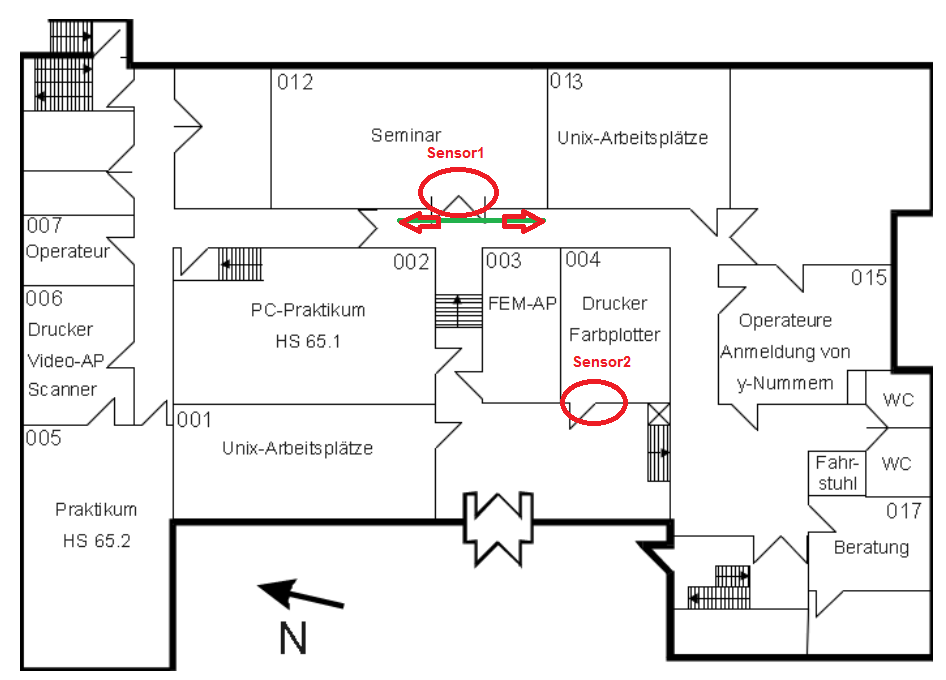 012
013
Seminar
Unix-Arbeitsplätze
Sensor1
007
Operateur
002
003
004
015
006
Drucker
Video-AP
Scanner
PC-Praktikum
HS 65.1
FEM-AP
Drucker
Farbplotter
Operateure
Anmeldung von
y-Nummern
Sensor2
WC
001
005
Unix-Arbeitsplätze
Fahr-
stuhl
WC
Praktikum
HS 65.2
017
Beratung
N